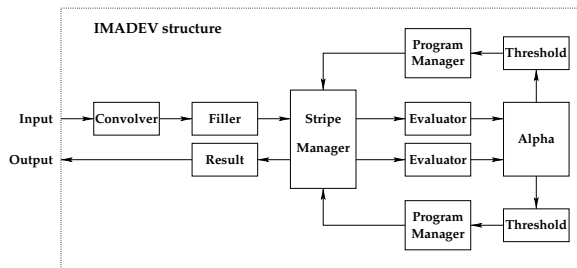 IMADEV structure
Program
Manager
Threshold
Input
Convolver
Filler
Stripe
Manager
Evaluator
Alpha
Output
Result
Evaluator
Program
Manager
Threshold